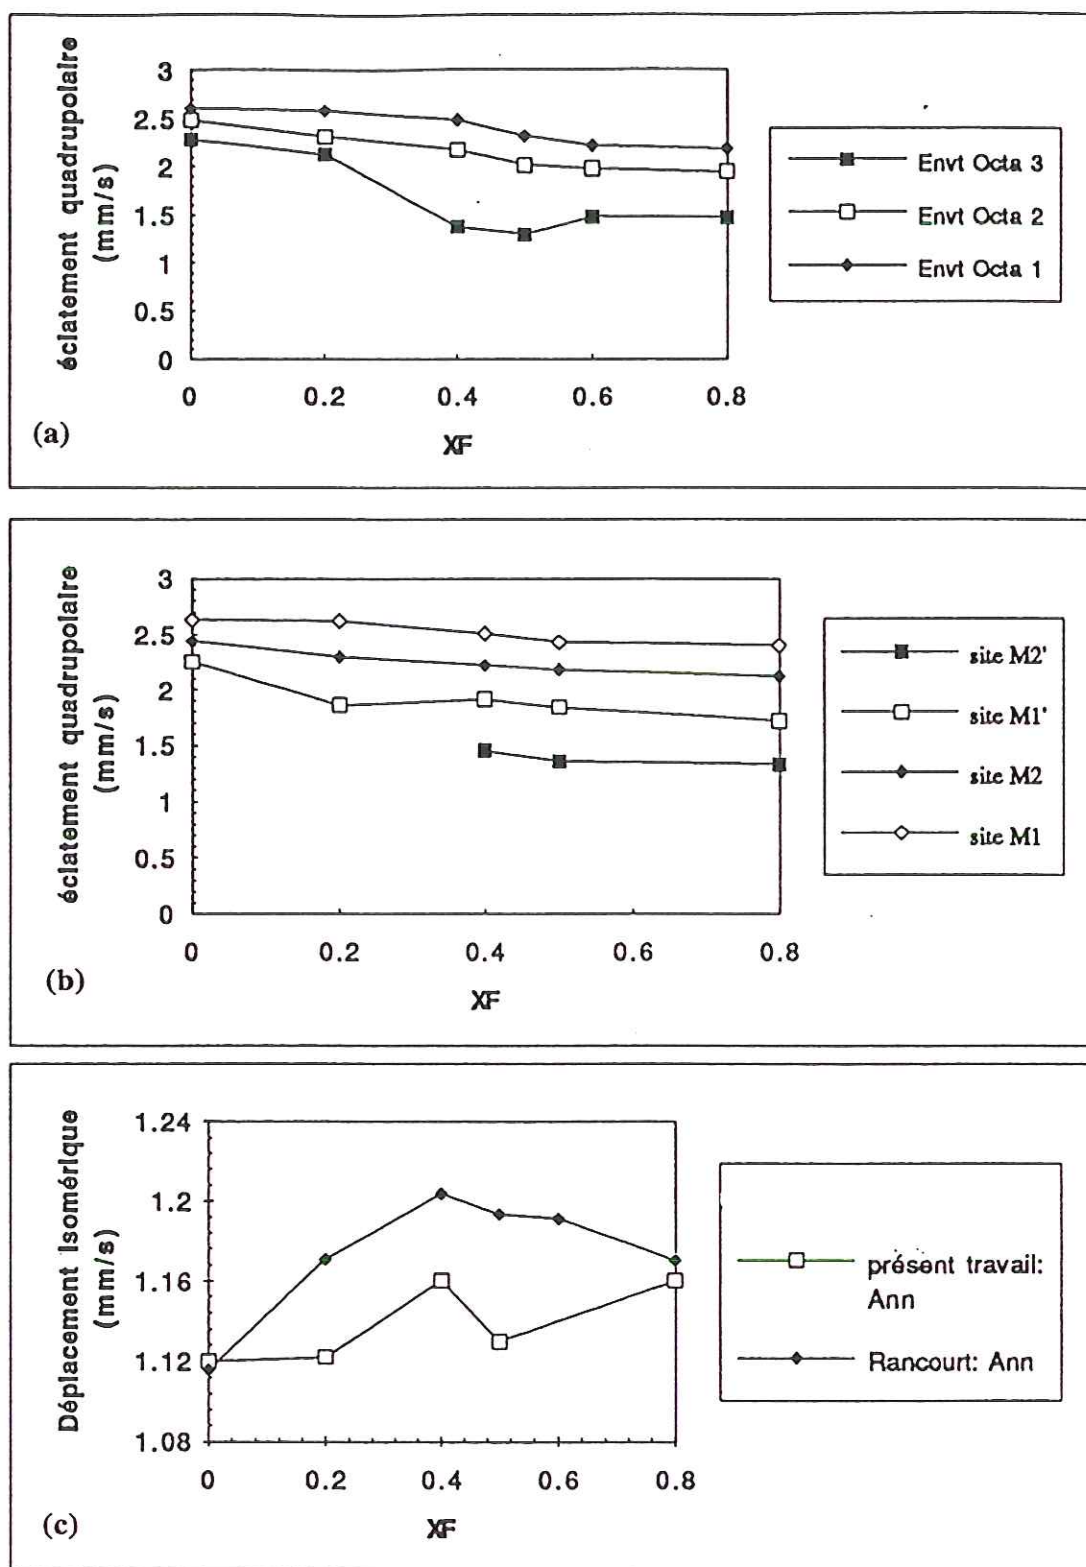 éclatement quadrupolaire
(mm/s)
3
2.5
2
1.5
1
0.5
0
0 0.2 0.4 0.6 0.8
XF
Envt Octa 3
Envt Octa 2
Envt Octa 1
(a)
éclatement quadrupolaire
(mm/s)
3
2.5
2
1.5
1
0.5
0
0 0.2 0.4 0.6 0.8
XF
site M2'
site M1'
site M2
site M1
(b)
Déplacement Isomérique
(mm/s)
1.24
1.2
1.16
1.12
1.08
0 0.2 0.4 0.6 0.8
XF
présent travail:
Ann
Rancourt: Ann
(c)